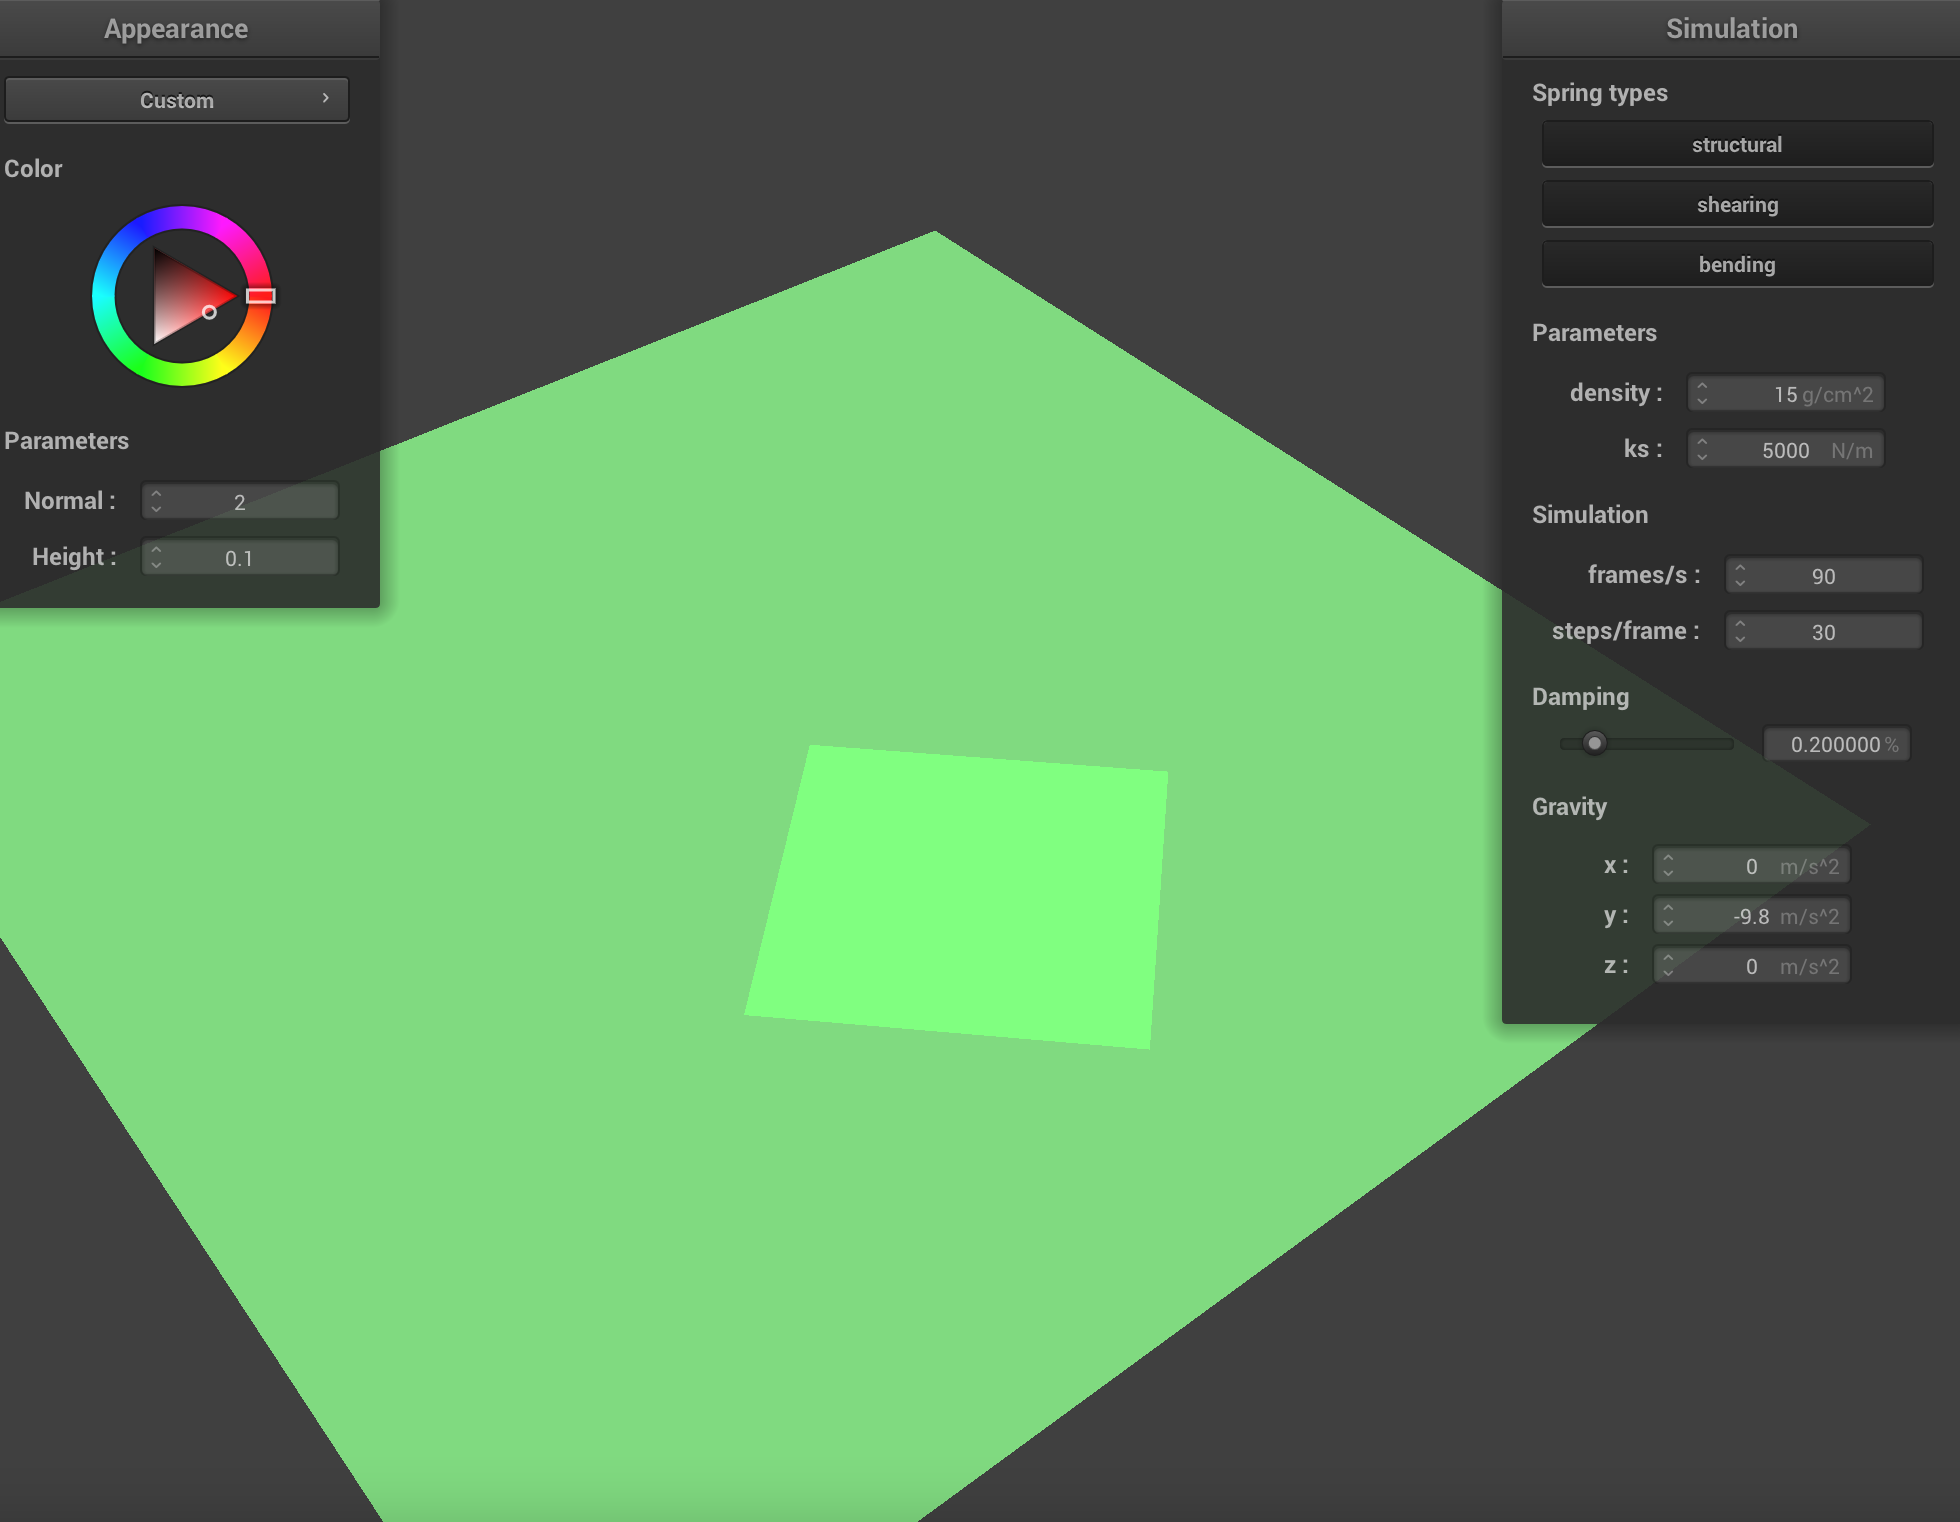 Appearance
Custom
Color
Parameters
Normal : 2
Height : 0.1
Simulation
Spring types
structural
shearing
bending
Parameters
density : 15 g/cm^2
ks : 5000 N/m
Simulation
frames/s : 90
steps/frame : 30
Damping
0.200000 %
Gravity
x : 0 m/s^2
y : -9.8 m/s^2
z : 0 m/s^2